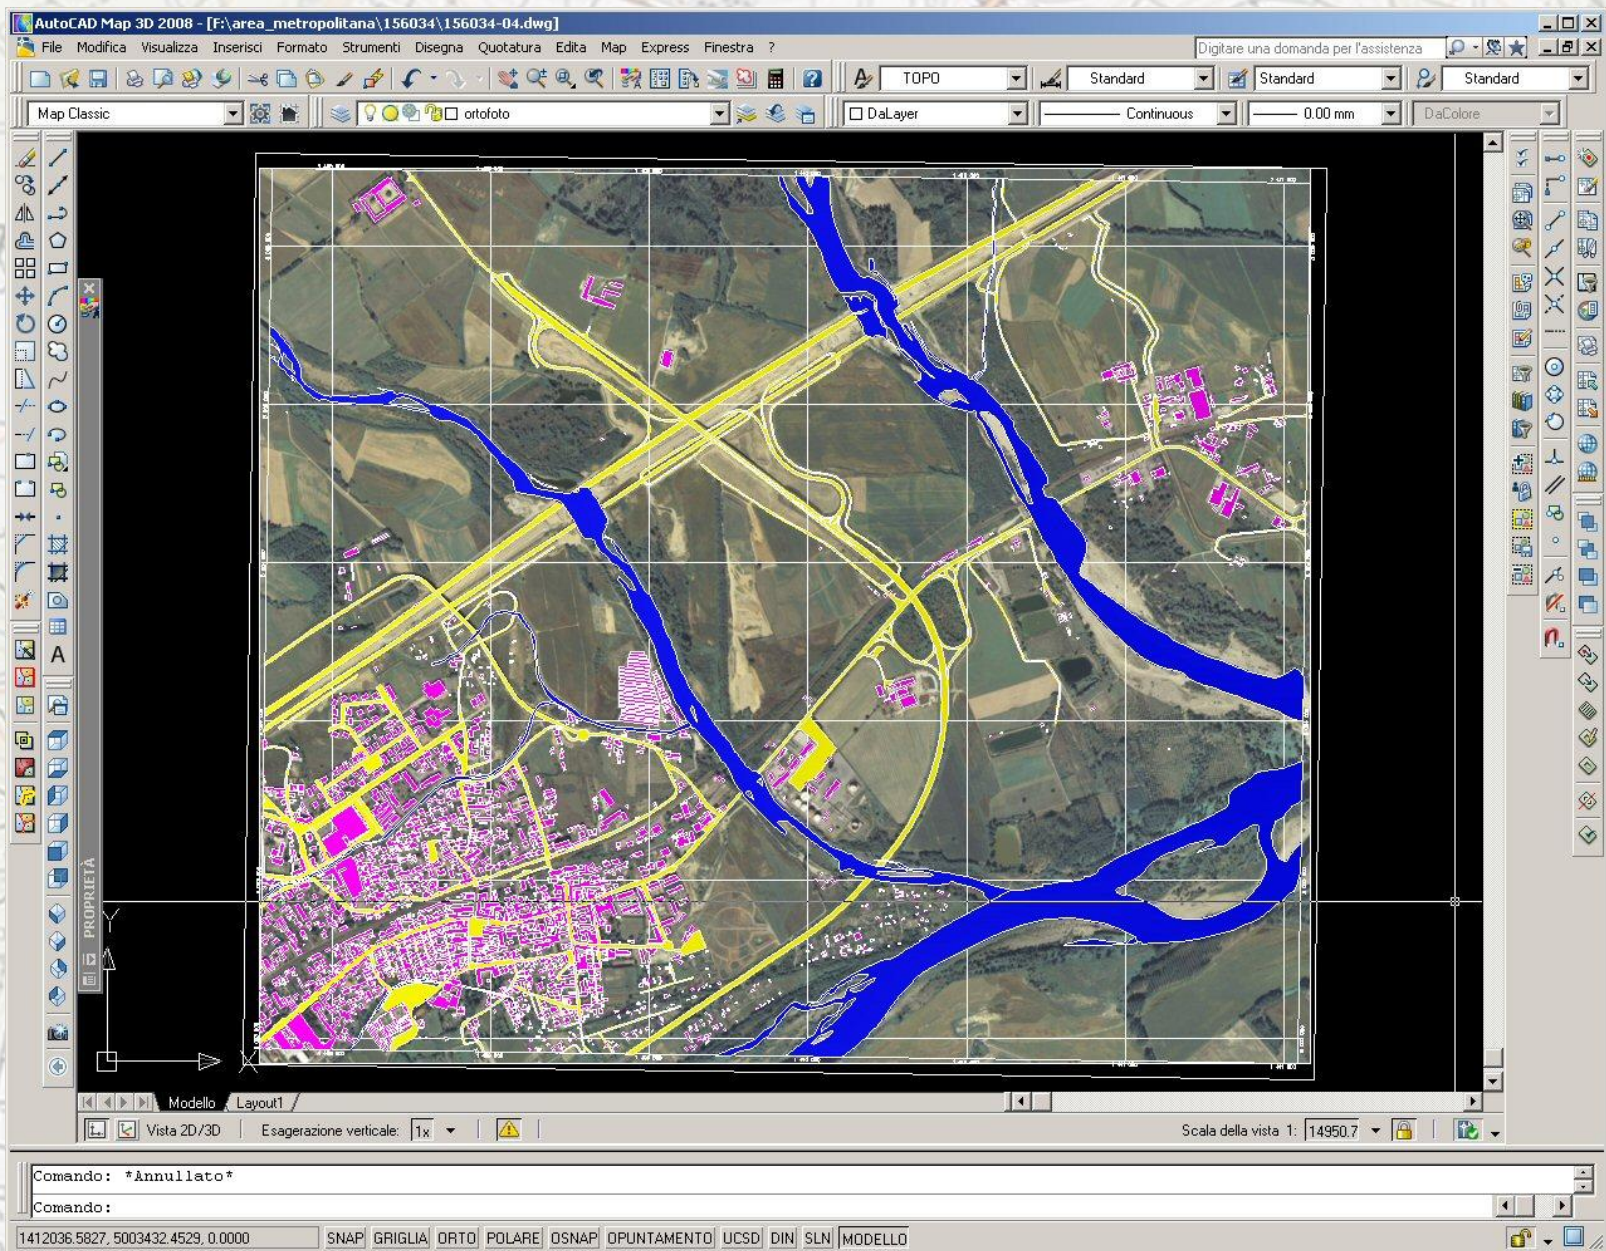 AutoCAD Map 3D 2008 - [F:\area_metropolitana\156034\156034-04.dwg]
File Modifica Visualizza Inserisci Formato Strumenti Disegna Quotatura Edita Map Express Finestra ?
Digitare una domanda per l'assistenza
TOPO Standard Standard Standard
Map Classic ortofoto DaLayer Continuous 0.00 mm DaColore
A
PROPRIETÀ
Y
X
Modello Layout1
Vista 2D/3D Esagerazione verticale: 1x Scala della vista 1: 14950.7
Comando: *Annullato*
Comando:
1412036.5827, 5003432.4529, 0.0000 SNAP GRIGLIA ORTO POLARE OSNAP OPUNTAMENTO UCSD DIN SLN MODELLO